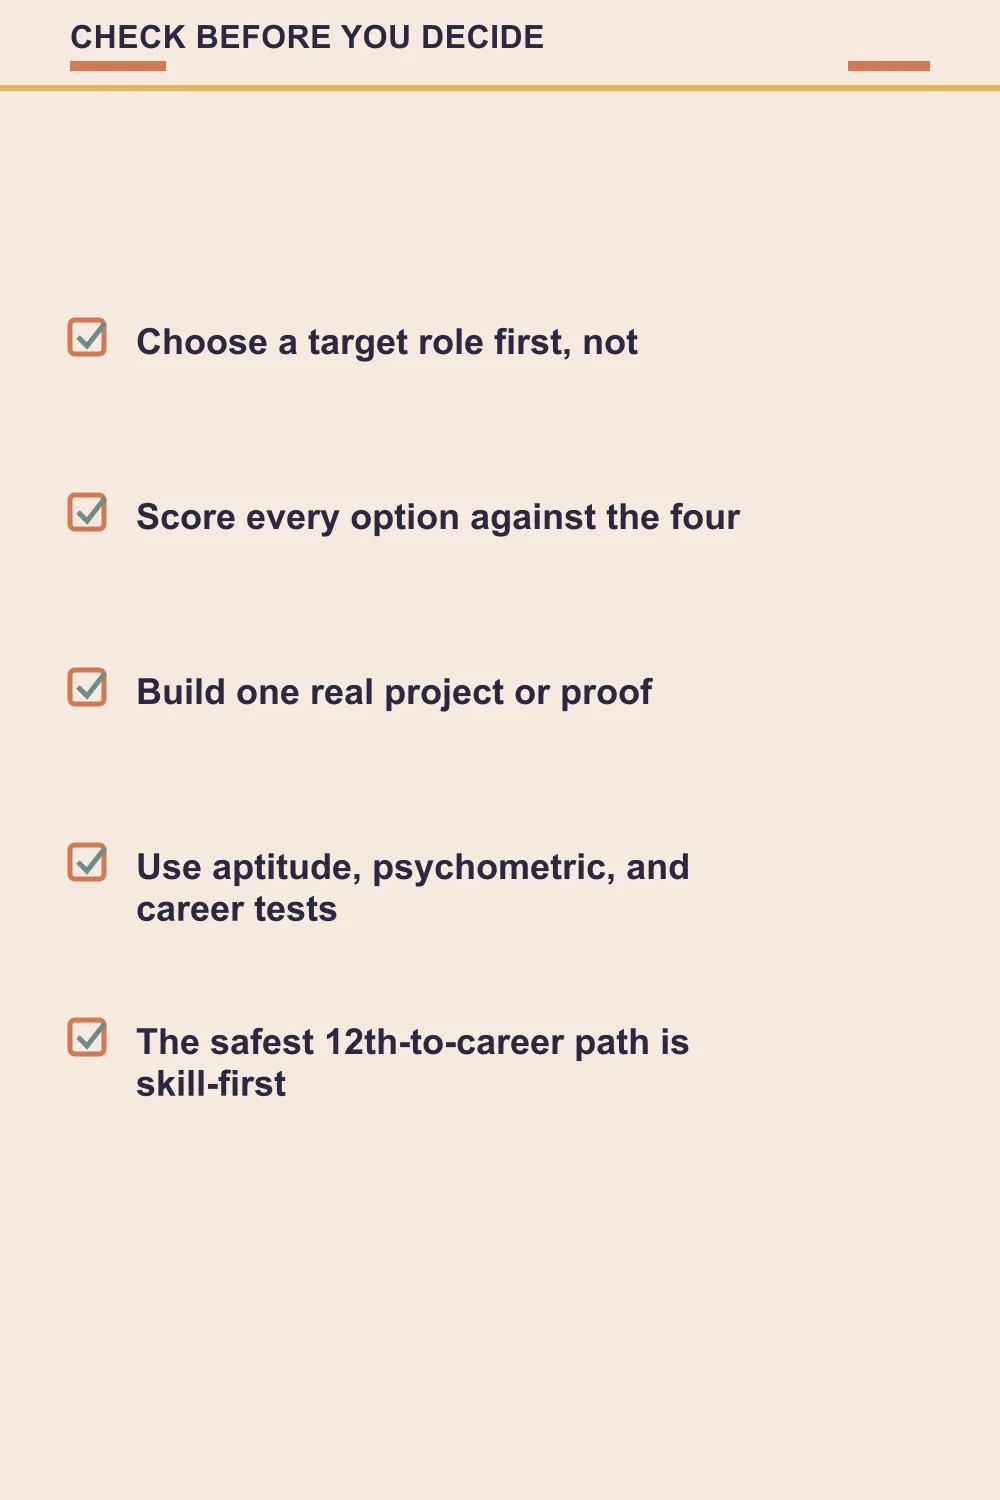 CHECK BEFORE YOU DECIDE
Choose a target role first, not
Score every option against the four
Build one real project or proof
Use aptitude, psychometric, and
career tests
The safest 12th-to-career path is
skill-first